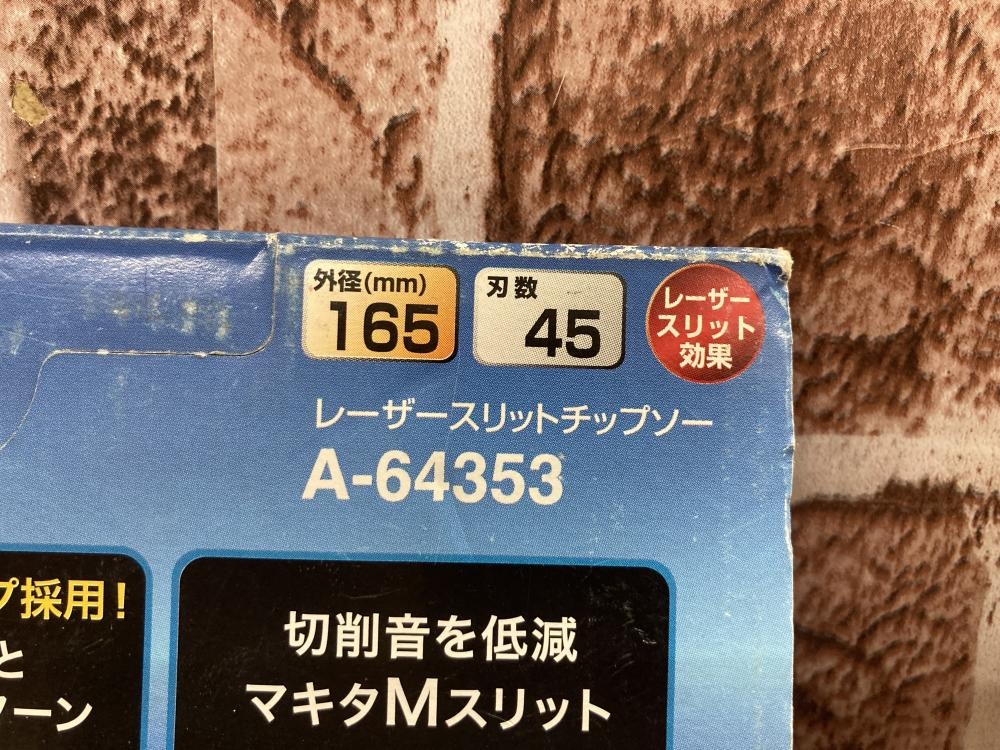 外径(mm)
165
刃数
45
レーザー
スリット
効果
レーザースリットチップソー
A-64353
プ採用!
と
ーン
切削音を低減
マキタMスリット